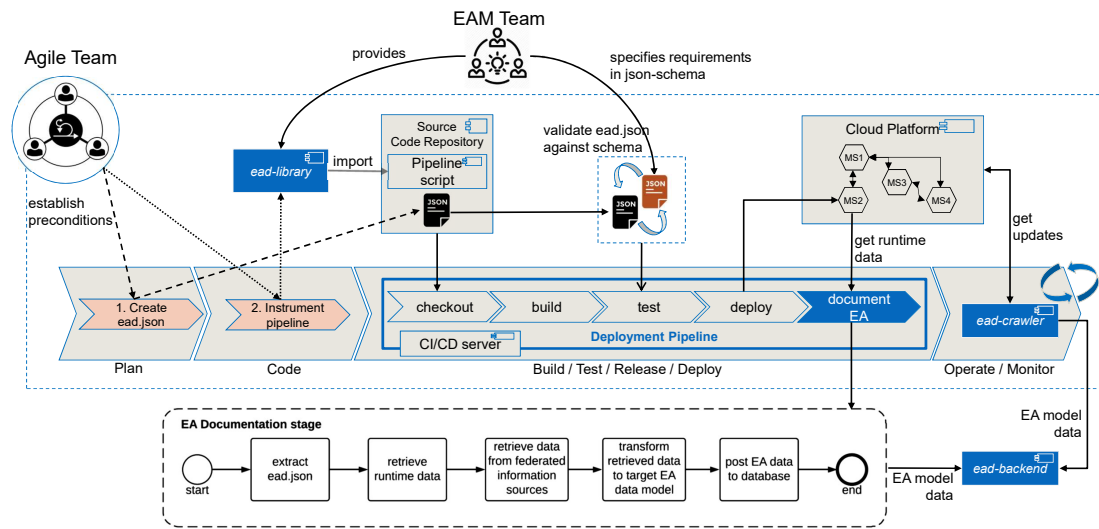 EAM Team
Agile Team
provides
specifies requirements
in json-schema
Source
Code Repository
validate ead.json
against schema
Cloud Platform
ead-library
import
Pipeline
script
JSON
JSON
JSON
MS1
MS2
MS3
MS4
establish
preconditions
get runtime
data
get
updates
1. Create
ead.json
2. Instrument
pipeline
checkout
build
test
deploy
document
EA
ead-crawler
CI/CD server
Deployment Pipeline
Plan
Code
Build / Test / Release / Deploy
Operate / Monitor
EA Documentation stage
start
extract
ead.json
retrieve
runtime data
retrieve data
from federated
information
sources
transform
retrieved data
to target EA
data model
post EA data
to database
end
EA model
data
EA model
data
ead-backend